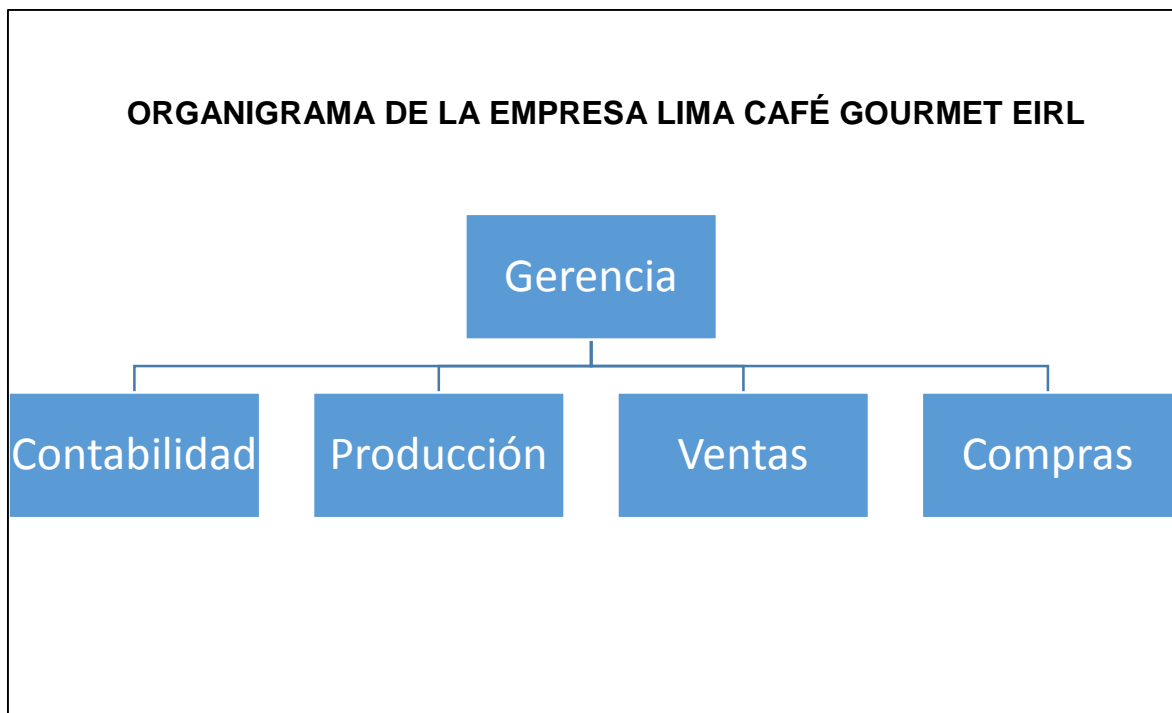 ORGANIGRAMA DE LA EMPRESA LIMA CAFÉ GOURMET EIRL
Gerencia
Contabilidad
Producción
Ventas
Compras